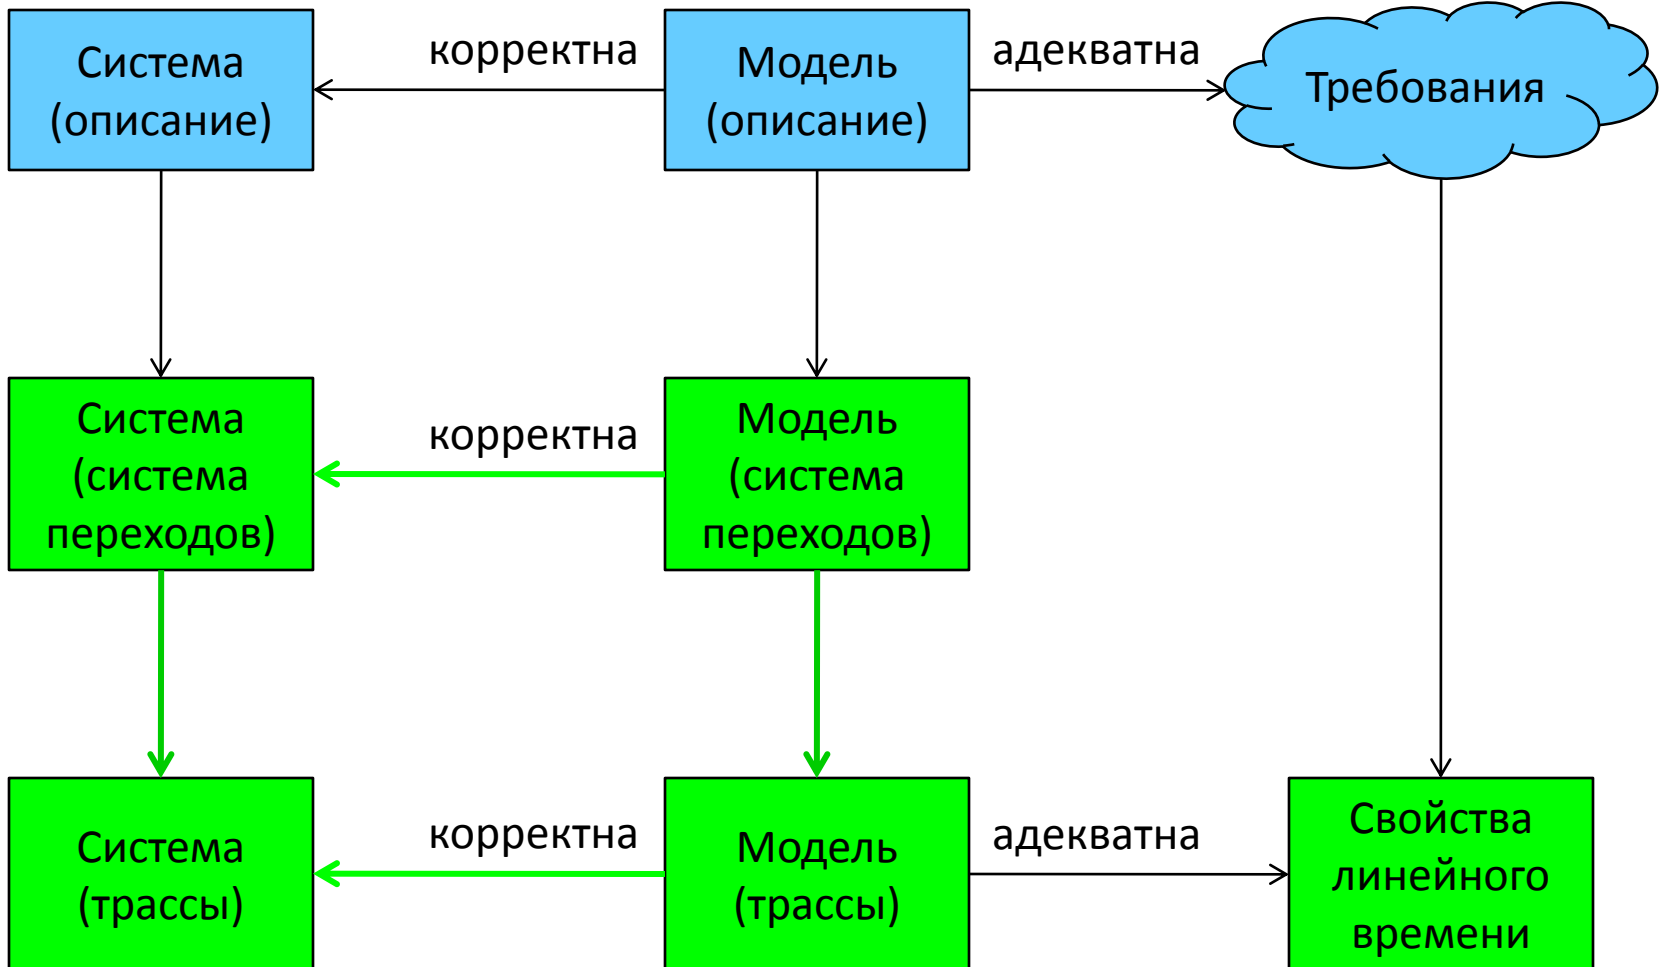 Система
(описание)
корректна
Модель
(описание)
адекватна
Требования
Система
(система
переходов)
корректна
Модель
(система
переходов)
Система
(трассы)
корректна
Модель
(трассы)
адекватна
Свойства
линейного
времени